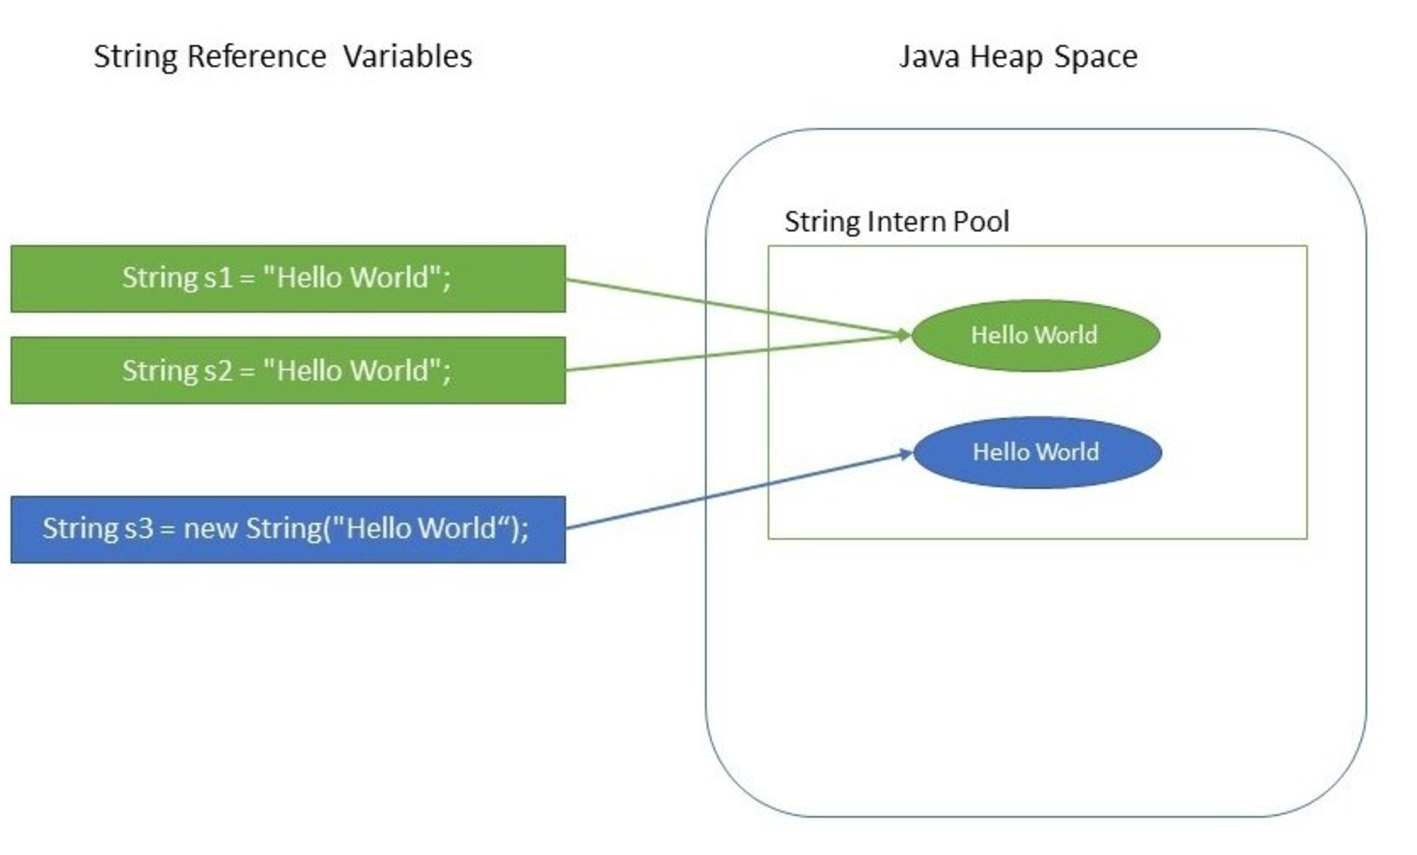 String Reference Variables
Java Heap Space
String Intern Pool
String s1 = "Hello World";
Hello World
String s2 = "Hello World";
Hello World
String s3 = new String("Hello World“);